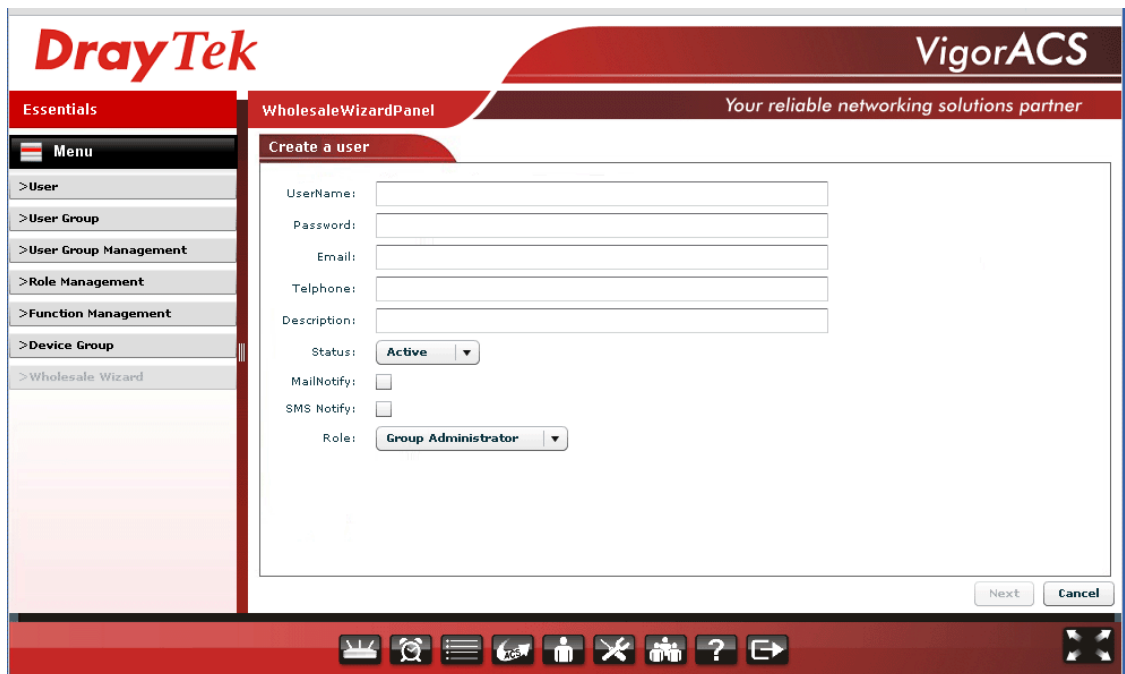 DrayTek
VigorACS
Essentials
WholesaleWizardPanel
Your reliable networking solutions partner
Menu
Create a user
>User
>User Group
>User Group Management
>Role Management
>Function Management
>Device Group
>Wholesale Wizard
UserName:
Password:
Email:
Telphone:
Description:
Status: Active
MailNotify:
SMS Notify:
Role: Group Administrator
Next Cancel
ACS
?